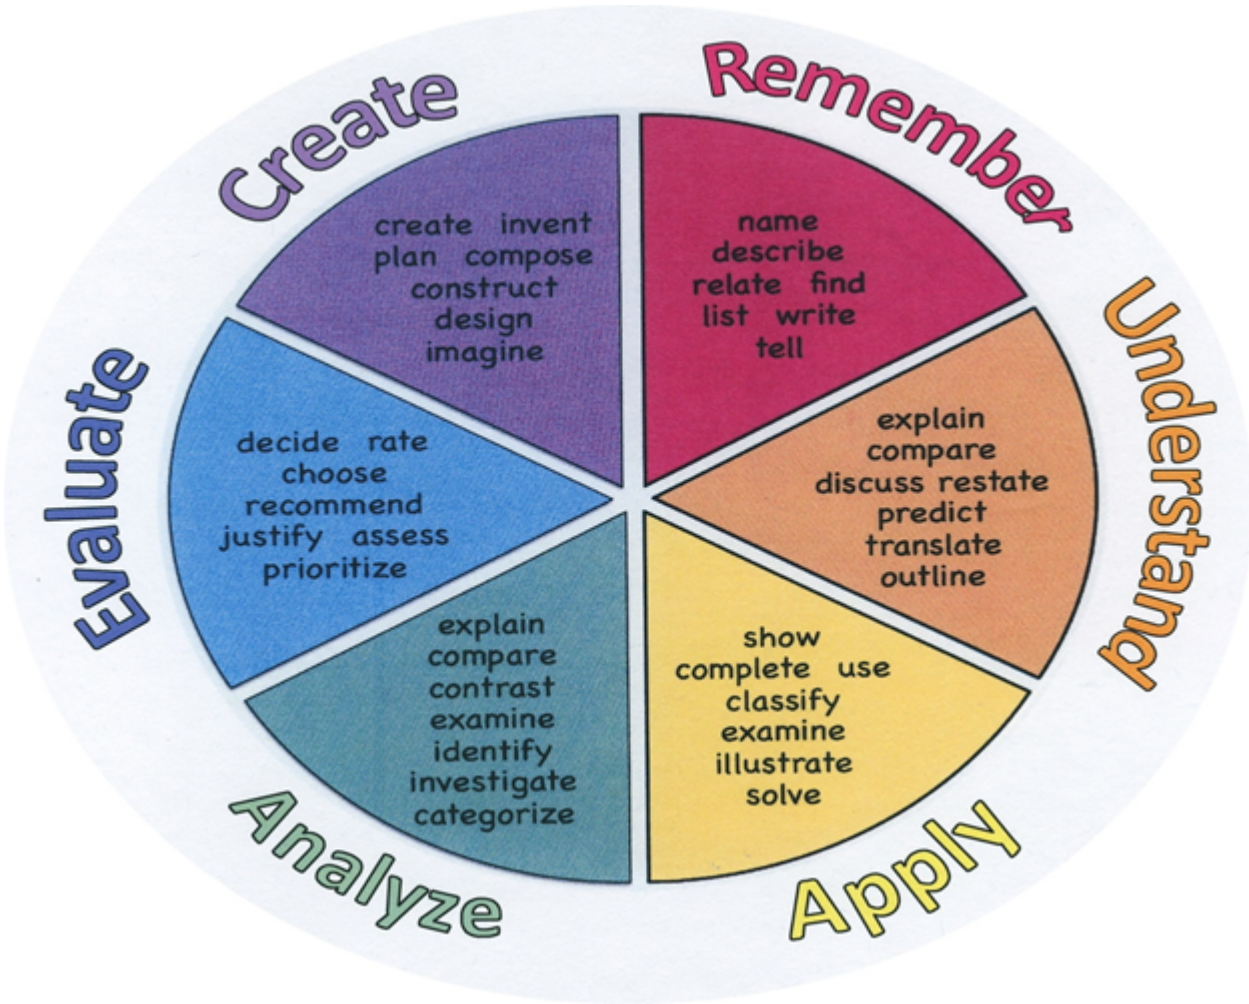 Remember
name
describe
relate find
list write
tell
Understand
explain
compare
discuss restate
predict
translate
outline
Apply
show
complete use
classify
examine
illustrate
solve
Analyze
explain
compare
contrast
examine
identify
investigate
categorize
Evaluate
decide rate
choose
recommend
justify assess
prioritize
Create
create invent
plan compose
construct
design
imagine